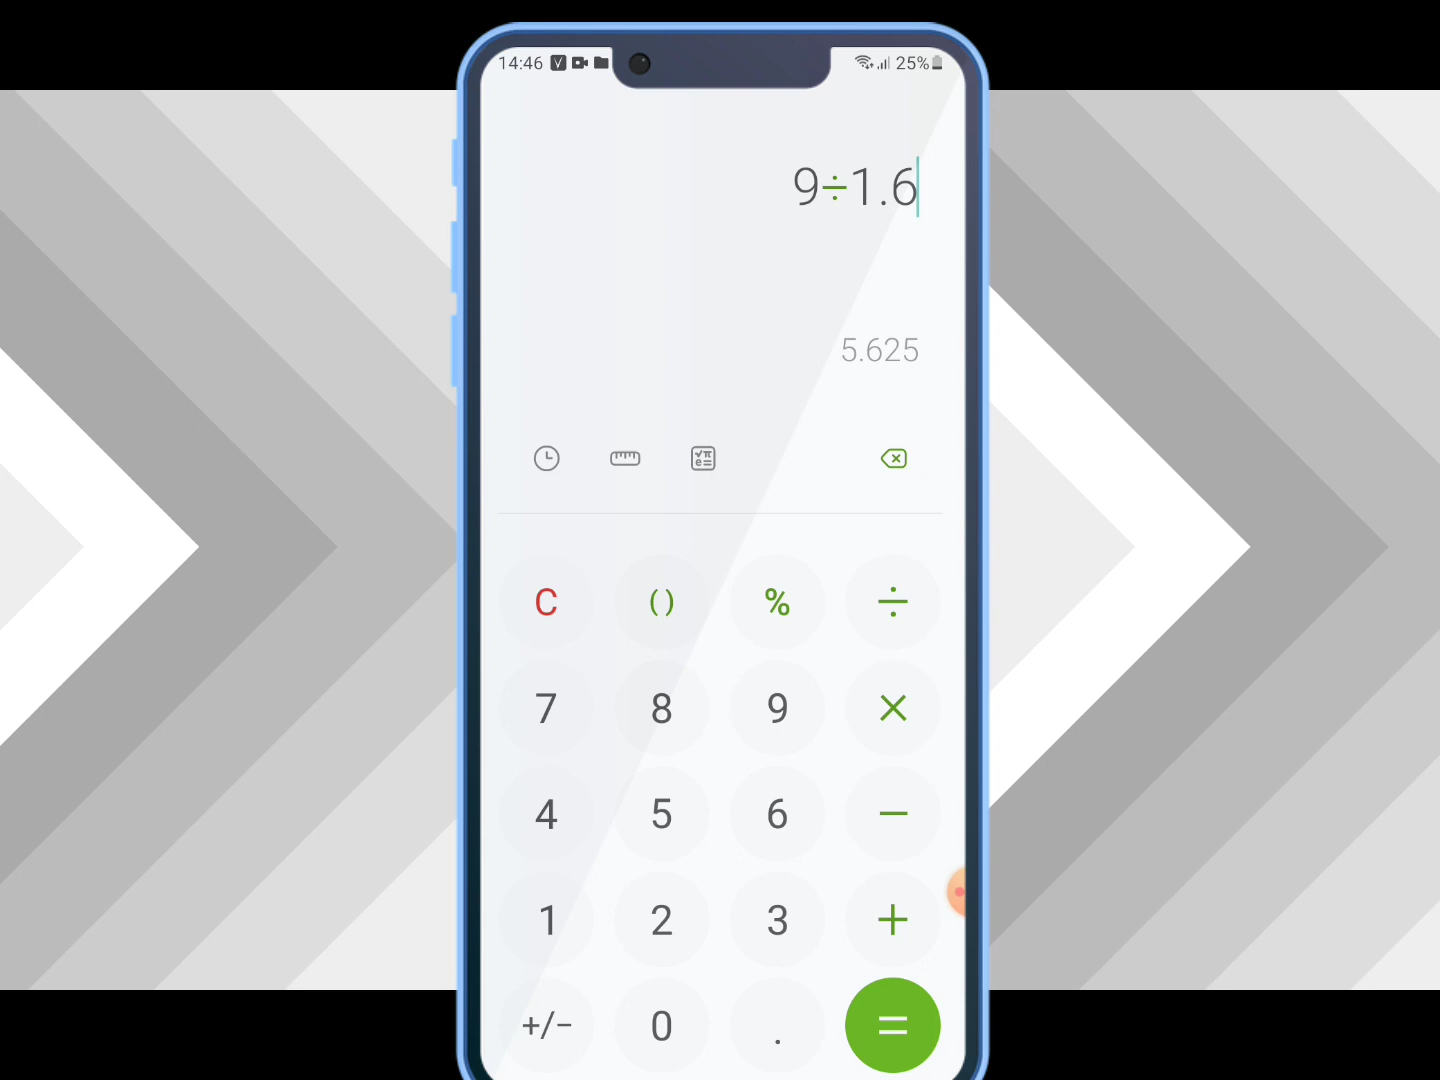 14:46 V 25%
9÷1.6
5.625
√π
e=
C ( ) % ÷
7 8 9 ×
4 5 6 −
1 2 3 +
+/− 0 . =